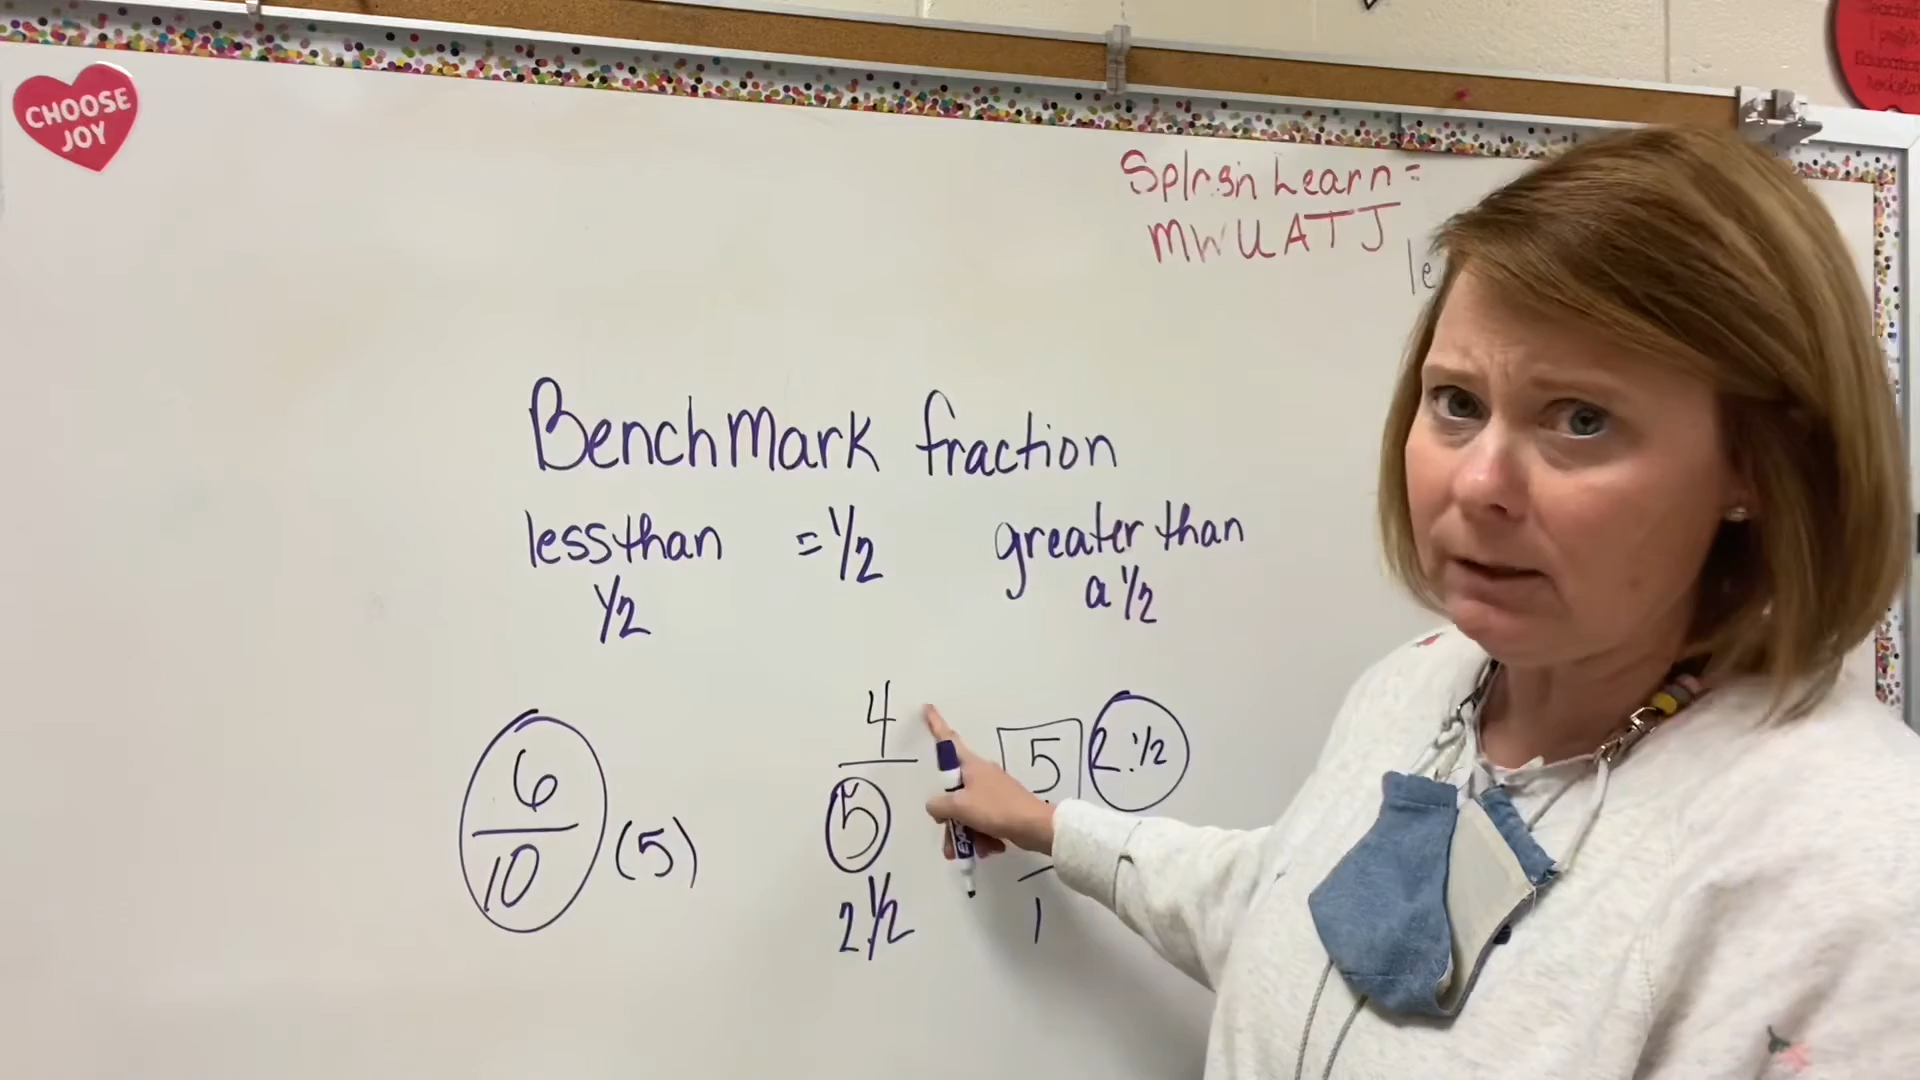 CHOOSE
JOY
Splash Learn =
MWUATJ
le
Benchmark fraction
less than = 1/2 greater than
1/2 a 1/2
6/10 (5)
4/5
2 1/2
5 2 1/2
1